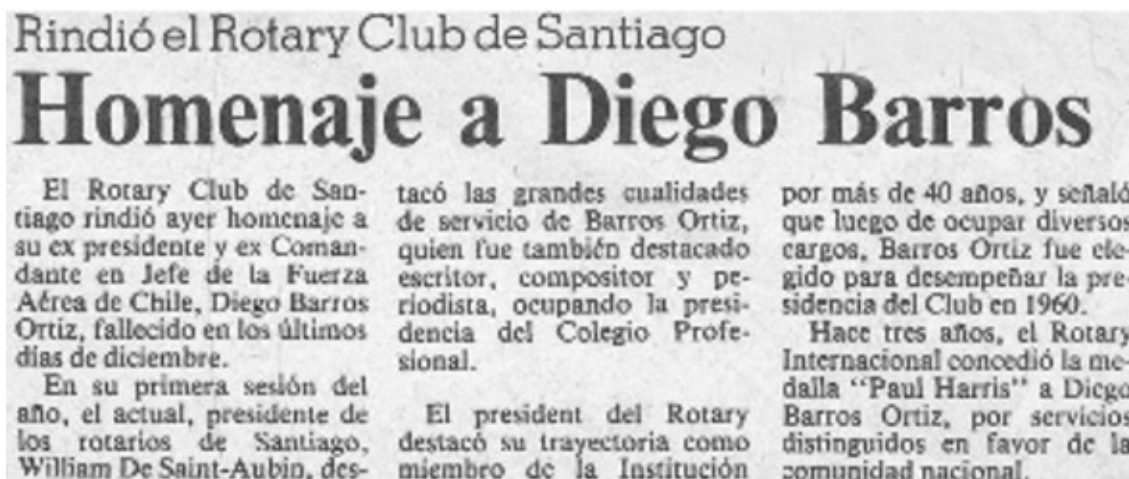 Rindió el Rotary Club de Santiago
Homenaje a Diego Barros
El Rotary Club de San-
tiago rindió ayer homenaje a
su ex presidente y ex Coman-
dante en Jefe de la Fuerza
Aérea de Chile, Diego Barros
Ortiz, fallecido en los últimos
días de diciembre.
En su primera sesión del
año, el actual, presidente de
los rotarios de Santiago,
William De Saint-Aubin, des-
tacó las grandes cualidades
de servicio de Barros Ortiz,
quien fue también destacado
escritor, compositor y pe-
riodista, ocupando la presi-
dencia del Colegio Profe-
sional.
El president del Rotary
destacó su trayectoria como
miembro de la Institución
por más de 40 años, y señaló
que luego de ocupar diversos
cargos, Barros Ortiz fue ele-
gido para desempeñar la pre-
sidencia del Club en 1960.
Hace tres años, el Rotary
Internacional concedió la me-
dalla "Paul Harris" a Diego
Barros Ortiz, por servicios
distinguidos en favor de la
comunidad nacional.